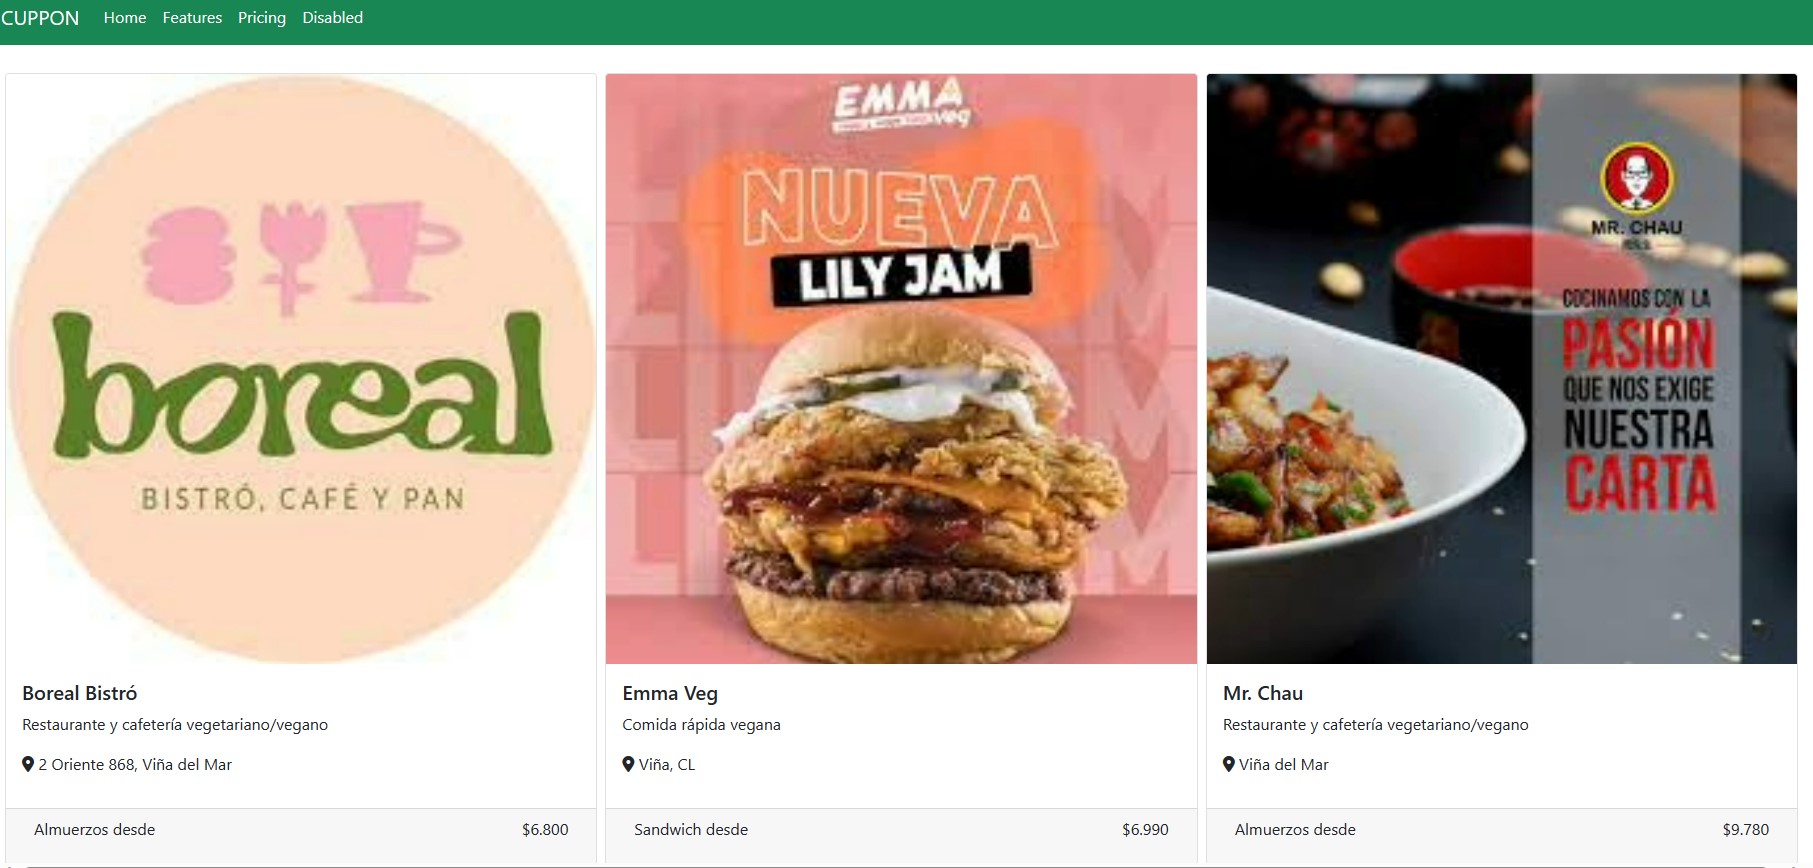 CUPPON Home Features Pricing Disabled
boreal
BISTRÓ, CAFÉ Y PAN
Boreal Bistró
Restaurante y cafetería vegetariano/vegano
2 Oriente 868, Viña del Mar
Almuerzos desde $6.800
EMMA
veg
NUEVA
LILY JAM
Emma Veg
Comida rápida vegana
Viña, CL
Sandwich desde $6.990
MR. CHAU
COCINAMOS CON LA
PASIÓN
QUE NOS EXIGE
NUESTRA
CARTA
Mr. Chau
Restaurante y cafetería vegetariano/vegano
Viña del Mar
Almuerzos desde $9.780